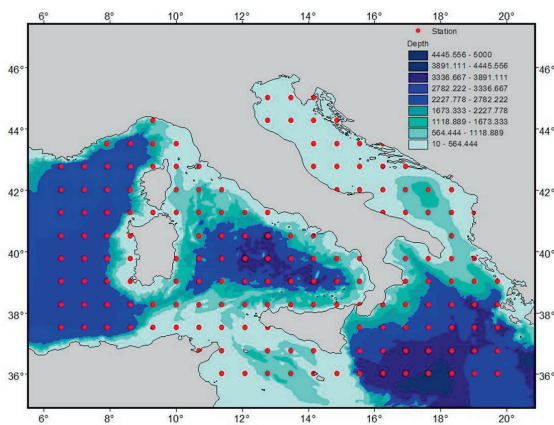 6° 8° 10° 12° 14° 16° 18° 20°
Station
Depth
4445.556 - 5000
3891.111 - 4445.556
3336.667 - 3891.111
2782.222 - 3336.667
2227.778 - 2782.222
1673.333 - 2227.778
1118.889 - 1673.333
564.444 - 1118.889
10 - 564.444
46° 46°
44° 44°
42° 42°
40° 40°
38° 38°
36° 36°
6° 8° 10° 12° 14° 16° 18° 20°